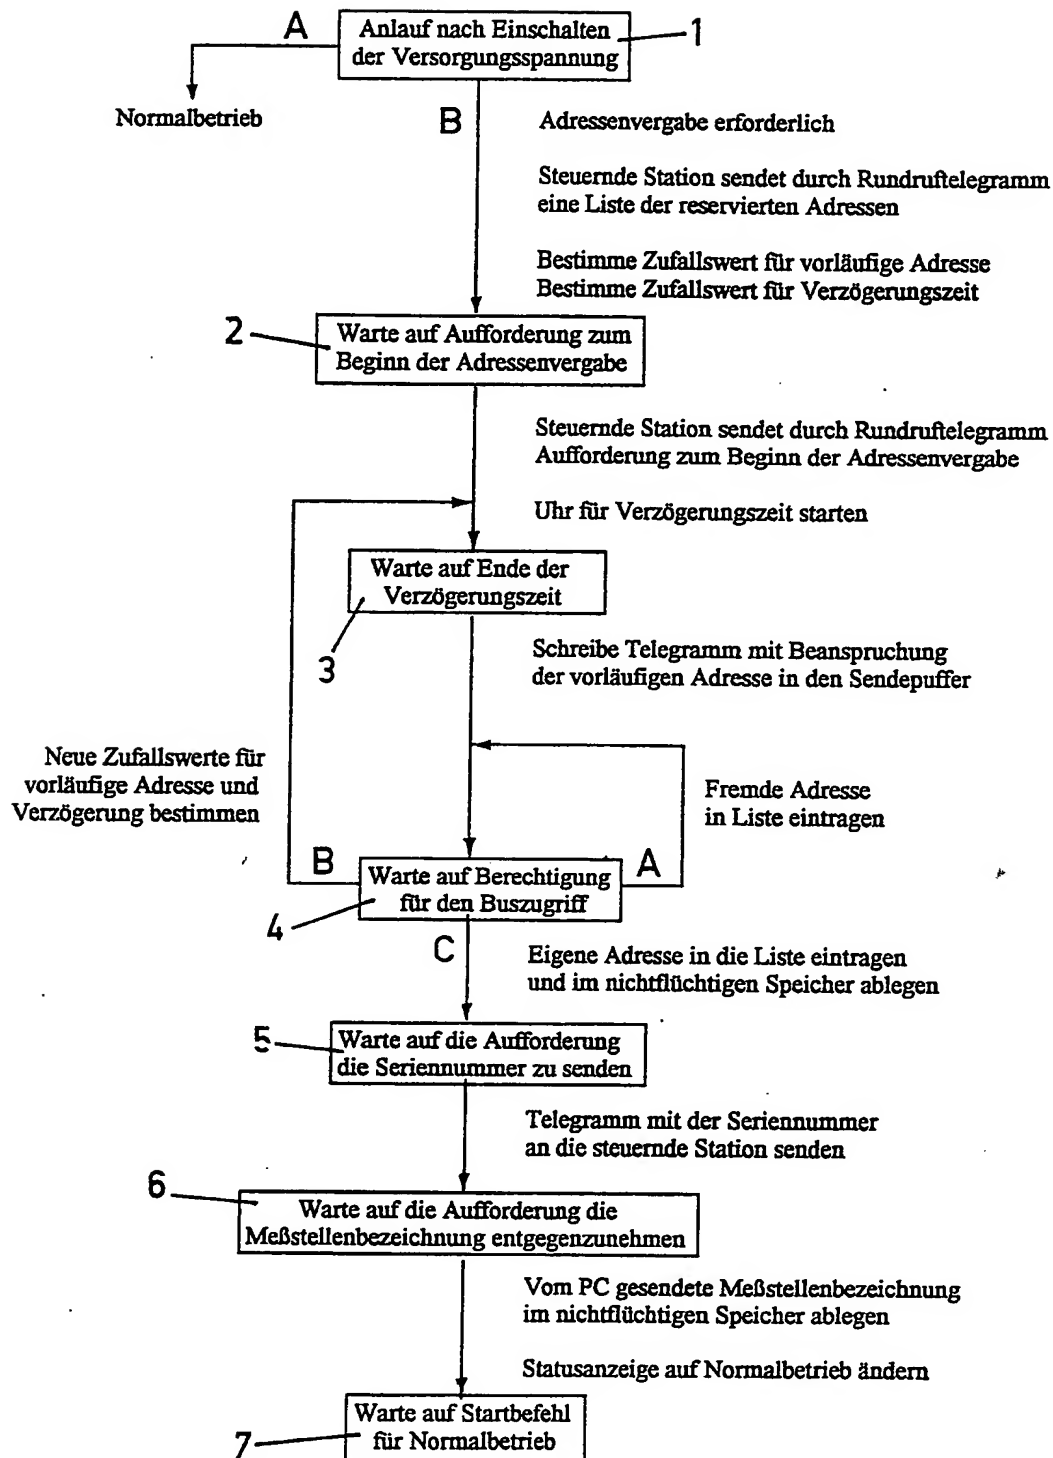 A
Anlauf nach Einschalten
der Versorgungsspannung
1
Normalbetrieb
B
Adressenvergabe erforderlich
Steuernde Station sendet durch Rundruftelegramm
eine Liste der reservierten Adressen
Bestimme Zufallswert für vorläufige Adresse
Bestimme Zufallswert für Verzögerungszeit
2
Warte auf Aufforderung zum
Beginn der Adressenvergabe
Steuernde Station sendet durch Rundruftelegramm
Aufforderung zum Beginn der Adressenvergabe
Uhr für Verzögerungszeit starten
Warte auf Ende der
Verzögerungszeit
3
Schreibe Telegramm mit Beanspruchung
der vorläufigen Adresse in den Sendepuffer
Neue Zufallswerte für
vorläufige Adresse und
Verzögerung bestimmen
Fremde Adresse
in Liste eintragen
B
Warte auf Berechtigung
für den Buszugriff
A
4
C
Eigene Adresse in die Liste eintragen
und im nichtflüchtigen Speicher ablegen
5
Warte auf die Aufforderung
die Seriennummer zu senden
Telegramm mit der Seriennummer
an die steuernde Station senden
6
Warte auf die Aufforderung die
Meßstellenbezeichnung entgegenzunehmen
Vom PC gesendete Meßstellenbezeichnung
im nichtflüchtigen Speicher ablegen
Statusanzeige auf Normalbetrieb ändern
Warte auf Startbefehl
für Normalbetrieb
7